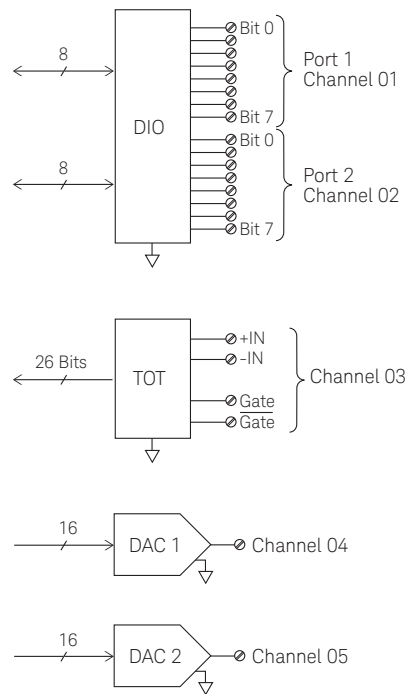 8
DIO
Bit 0
Bit 7
Port 1
Channel 01
8
Bit 0
Bit 7
Port 2
Channel 02
26 Bits
TOT
+IN
-IN
Gate
Gate
Channel 03
16
DAC 1
Channel 04
16
DAC 2
Channel 05